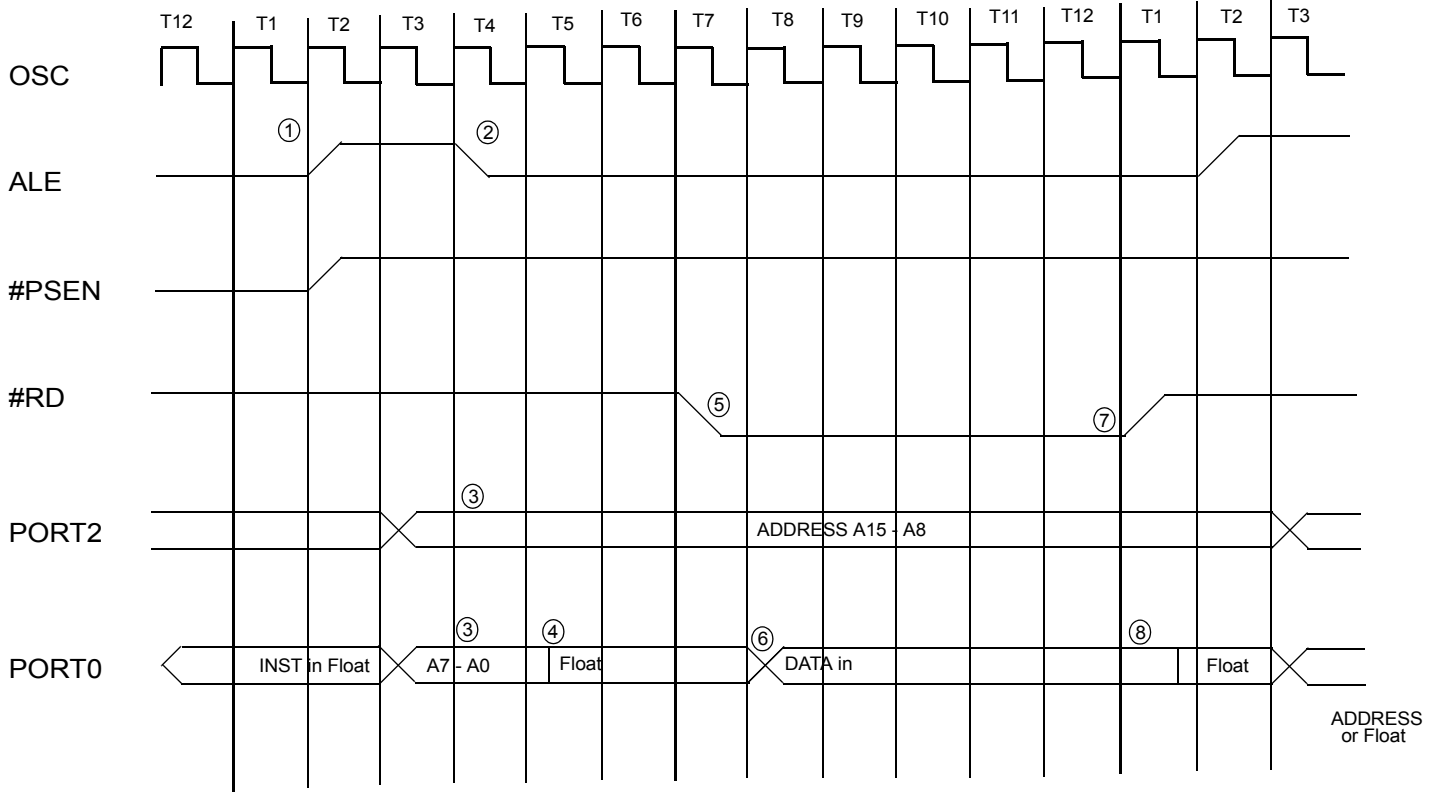 T12 T1 T2 T3 T4 T5 T6 T7 T8 T9 T10 T11 T12 T1 T2 T3
OSC
① ②
ALE
#PSEN
#RD
⑤ ⑦
③
PORT2 ADDRESS A15 - A8
③ ④ ⑥ ⑧
PORT0 INST in Float A7 - A0 Float DATA in Float
ADDRESS
or Float